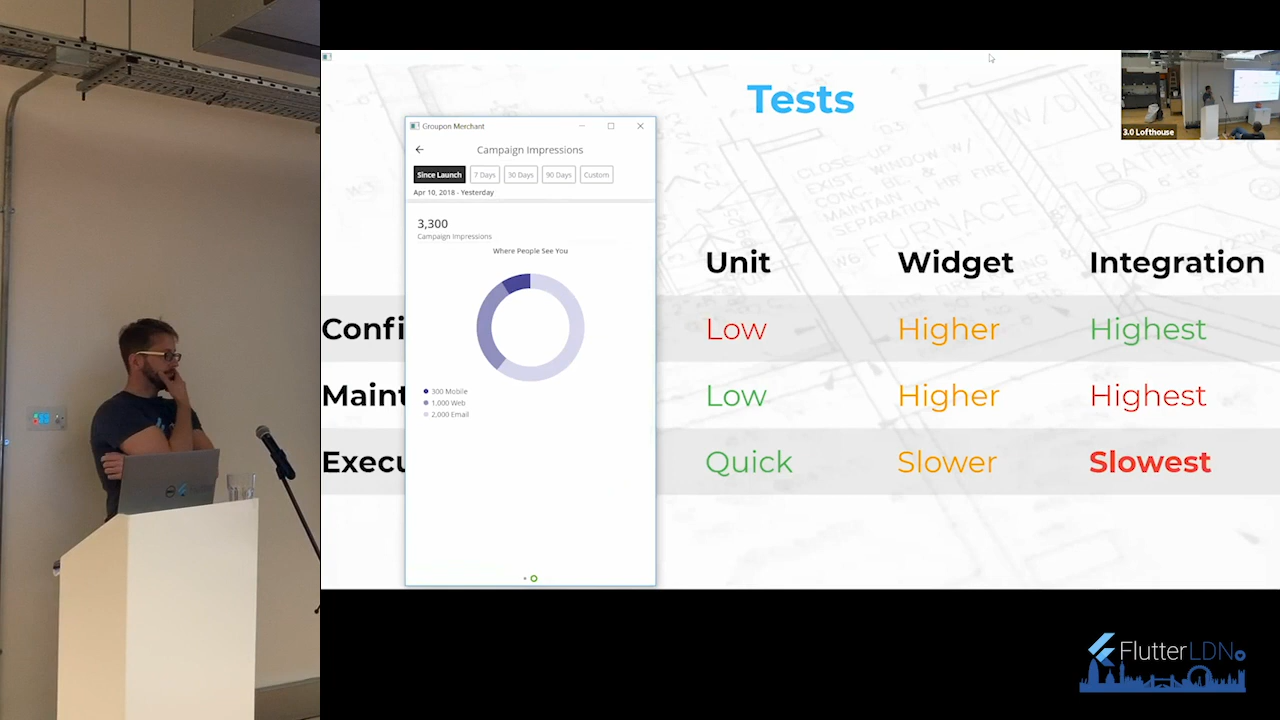 Tests
3.0 Lofthouse
Groupon Merchant
Campaign Impressions
Since Launch 7 Days 30 Days 90 Days Custom
Apr 10, 2018 - Yesterday
3,300
Campaign Impressions
Where People See You
300 Mobile
1,000 Web
2,000 Email
Unit Widget Integration
Confi Low Higher Highest
Maint Low Higher Highest
Execu Quick Slower Slowest
FlutterLDN